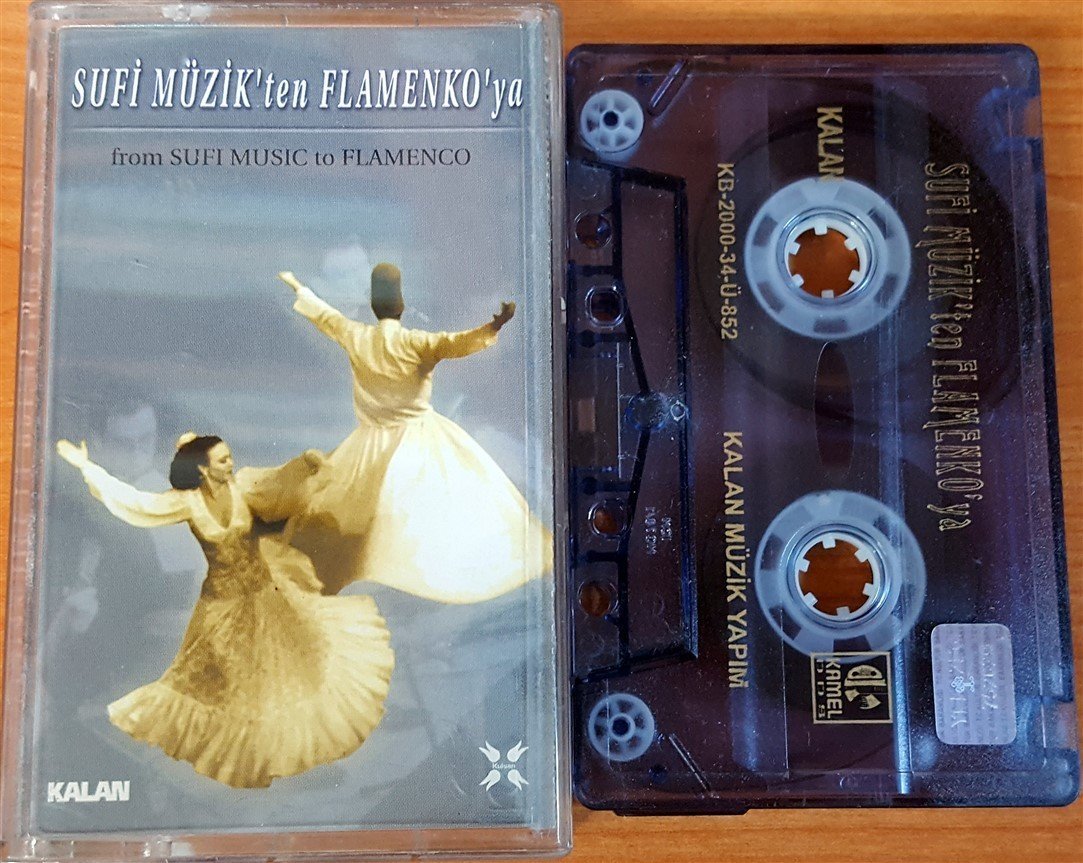 SUFİ MÜZİK'ten FLAMENKO'ya
from SUFI MUSIC to FLAMENCO
KALAN
Kulsan
SUFİ MÜZİK'ten FLAMENKO'ya
KALAN
KB-2000-34-Ü-852
KALAN MÜZİK YAPIM
KAMEL